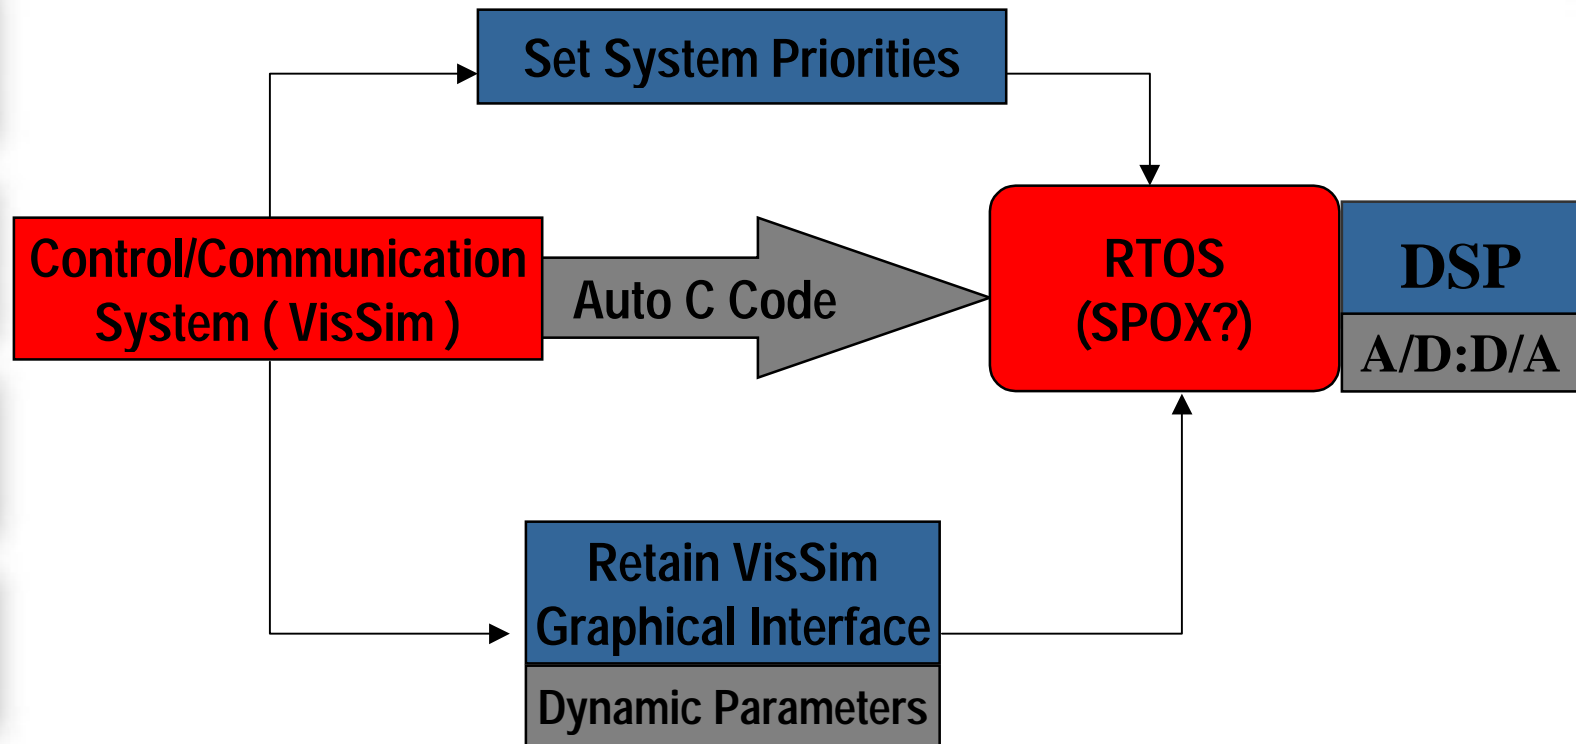 Set System Priorities
Control/Communication
System ( VisSim )
Auto C Code
RTOS
(SPOX?)
DSP
A/D:D/A
Retain VisSim
Graphical Interface
Dynamic Parameters